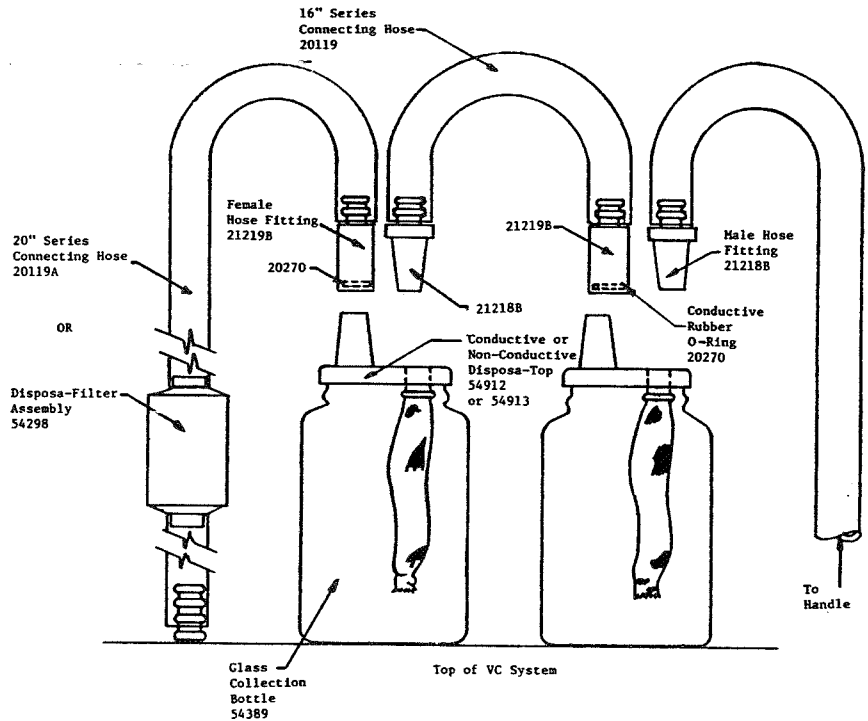 16" Series
Connecting Hose
20119
Female
Hose Fitting
21219B
20270
21219B
Male Hose
Fitting
21218B
20" Series
Connecting Hose
20119A
OR
21218B
Conductive
Rubber
O-Ring
20270
Conductive or
Non-Conductive
Disposa-Top
54912
or 54913
Disposa-Filter
Assembly
54298
To
Handle
Glass
Collection
Bottle
54389
Top of VC System